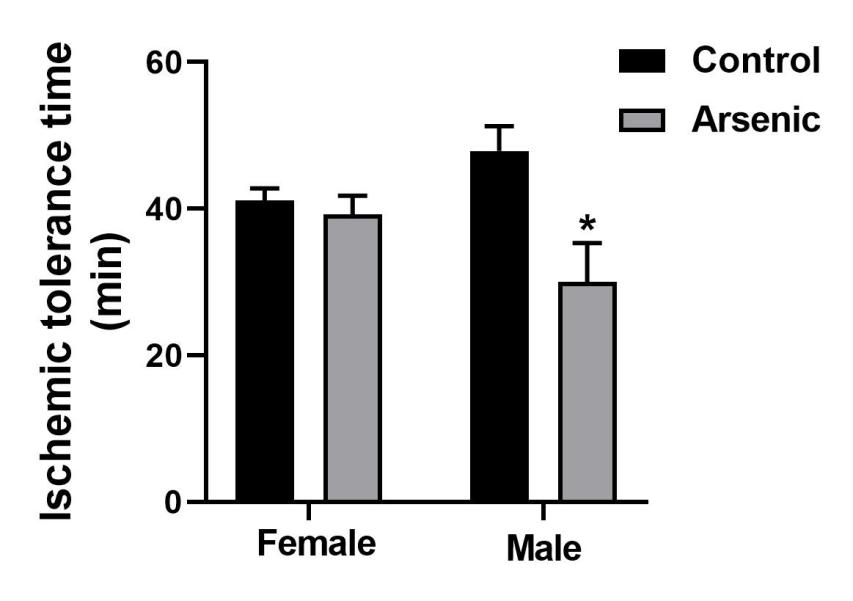 Ischemic tolerance time
(min)
60
40
20
0
Control
Arsenic
*
Female
Male